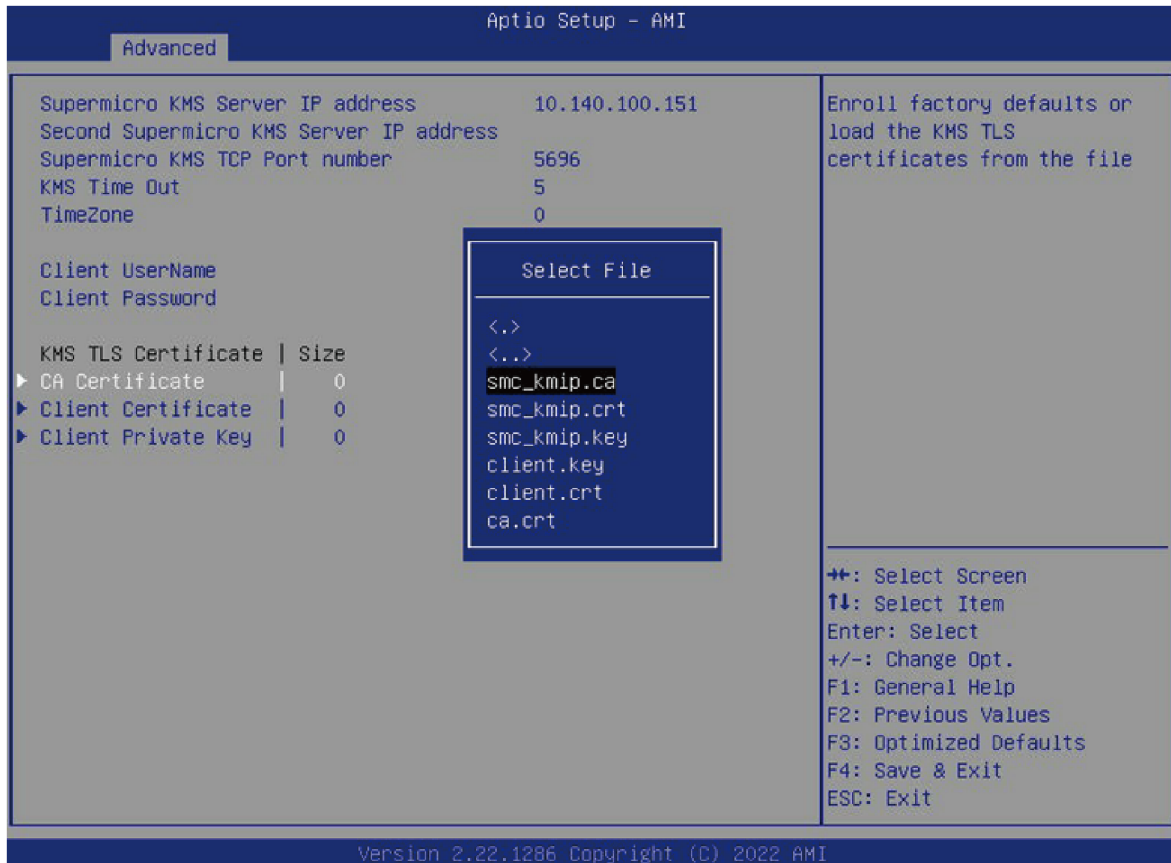 Aptio Setup - AMI
Advanced
Supermicro KMS Server IP address 10.140.100.151
Second Supermicro KMS Server IP address
Supermicro KMS TCP Port number 5696
KMS Time Out 5
TimeZone 0
Client UserName
Client Password
KMS TLS Certificate | Size
CA Certificate | 0
Client Certificate | 0
Client Private Key | 0
Select File
<.>
<..>
smc_kmip.ca
smc_kmip.crt
smc_kmip.key
client.key
client.crt
ca.crt
Enroll factory defaults or
load the KMS TLS
certificates from the file
→←: Select Screen
↑↓: Select Item
Enter: Select
+/-: Change Opt.
F1: General Help
F2: Previous Values
F3: Optimized Defaults
F4: Save & Exit
ESC: Exit
Version 2.22.1286 Copyright (C) 2022 AMI